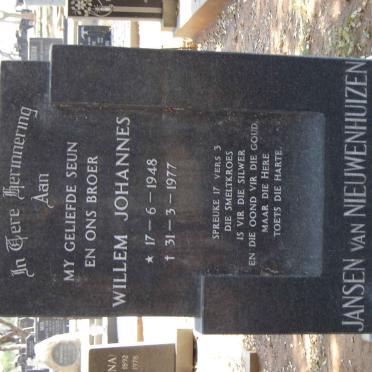 In Tere Herinnering
Aan
MY GELIEFDE SEUN
EN ONS BROER
WILLEM JOHANNES
★ 17-6-1948
† 31-3-1977
SPREUKE 17 VERS 3
DIE SMELTKROES
IS VIR DIE SILWER
EN DIE OOND VIR DIE GOUD.
MAAR DIE HERE
TOETS DIE HARTE.
JANSEN VAN NIEUWENHUIZEN
1978